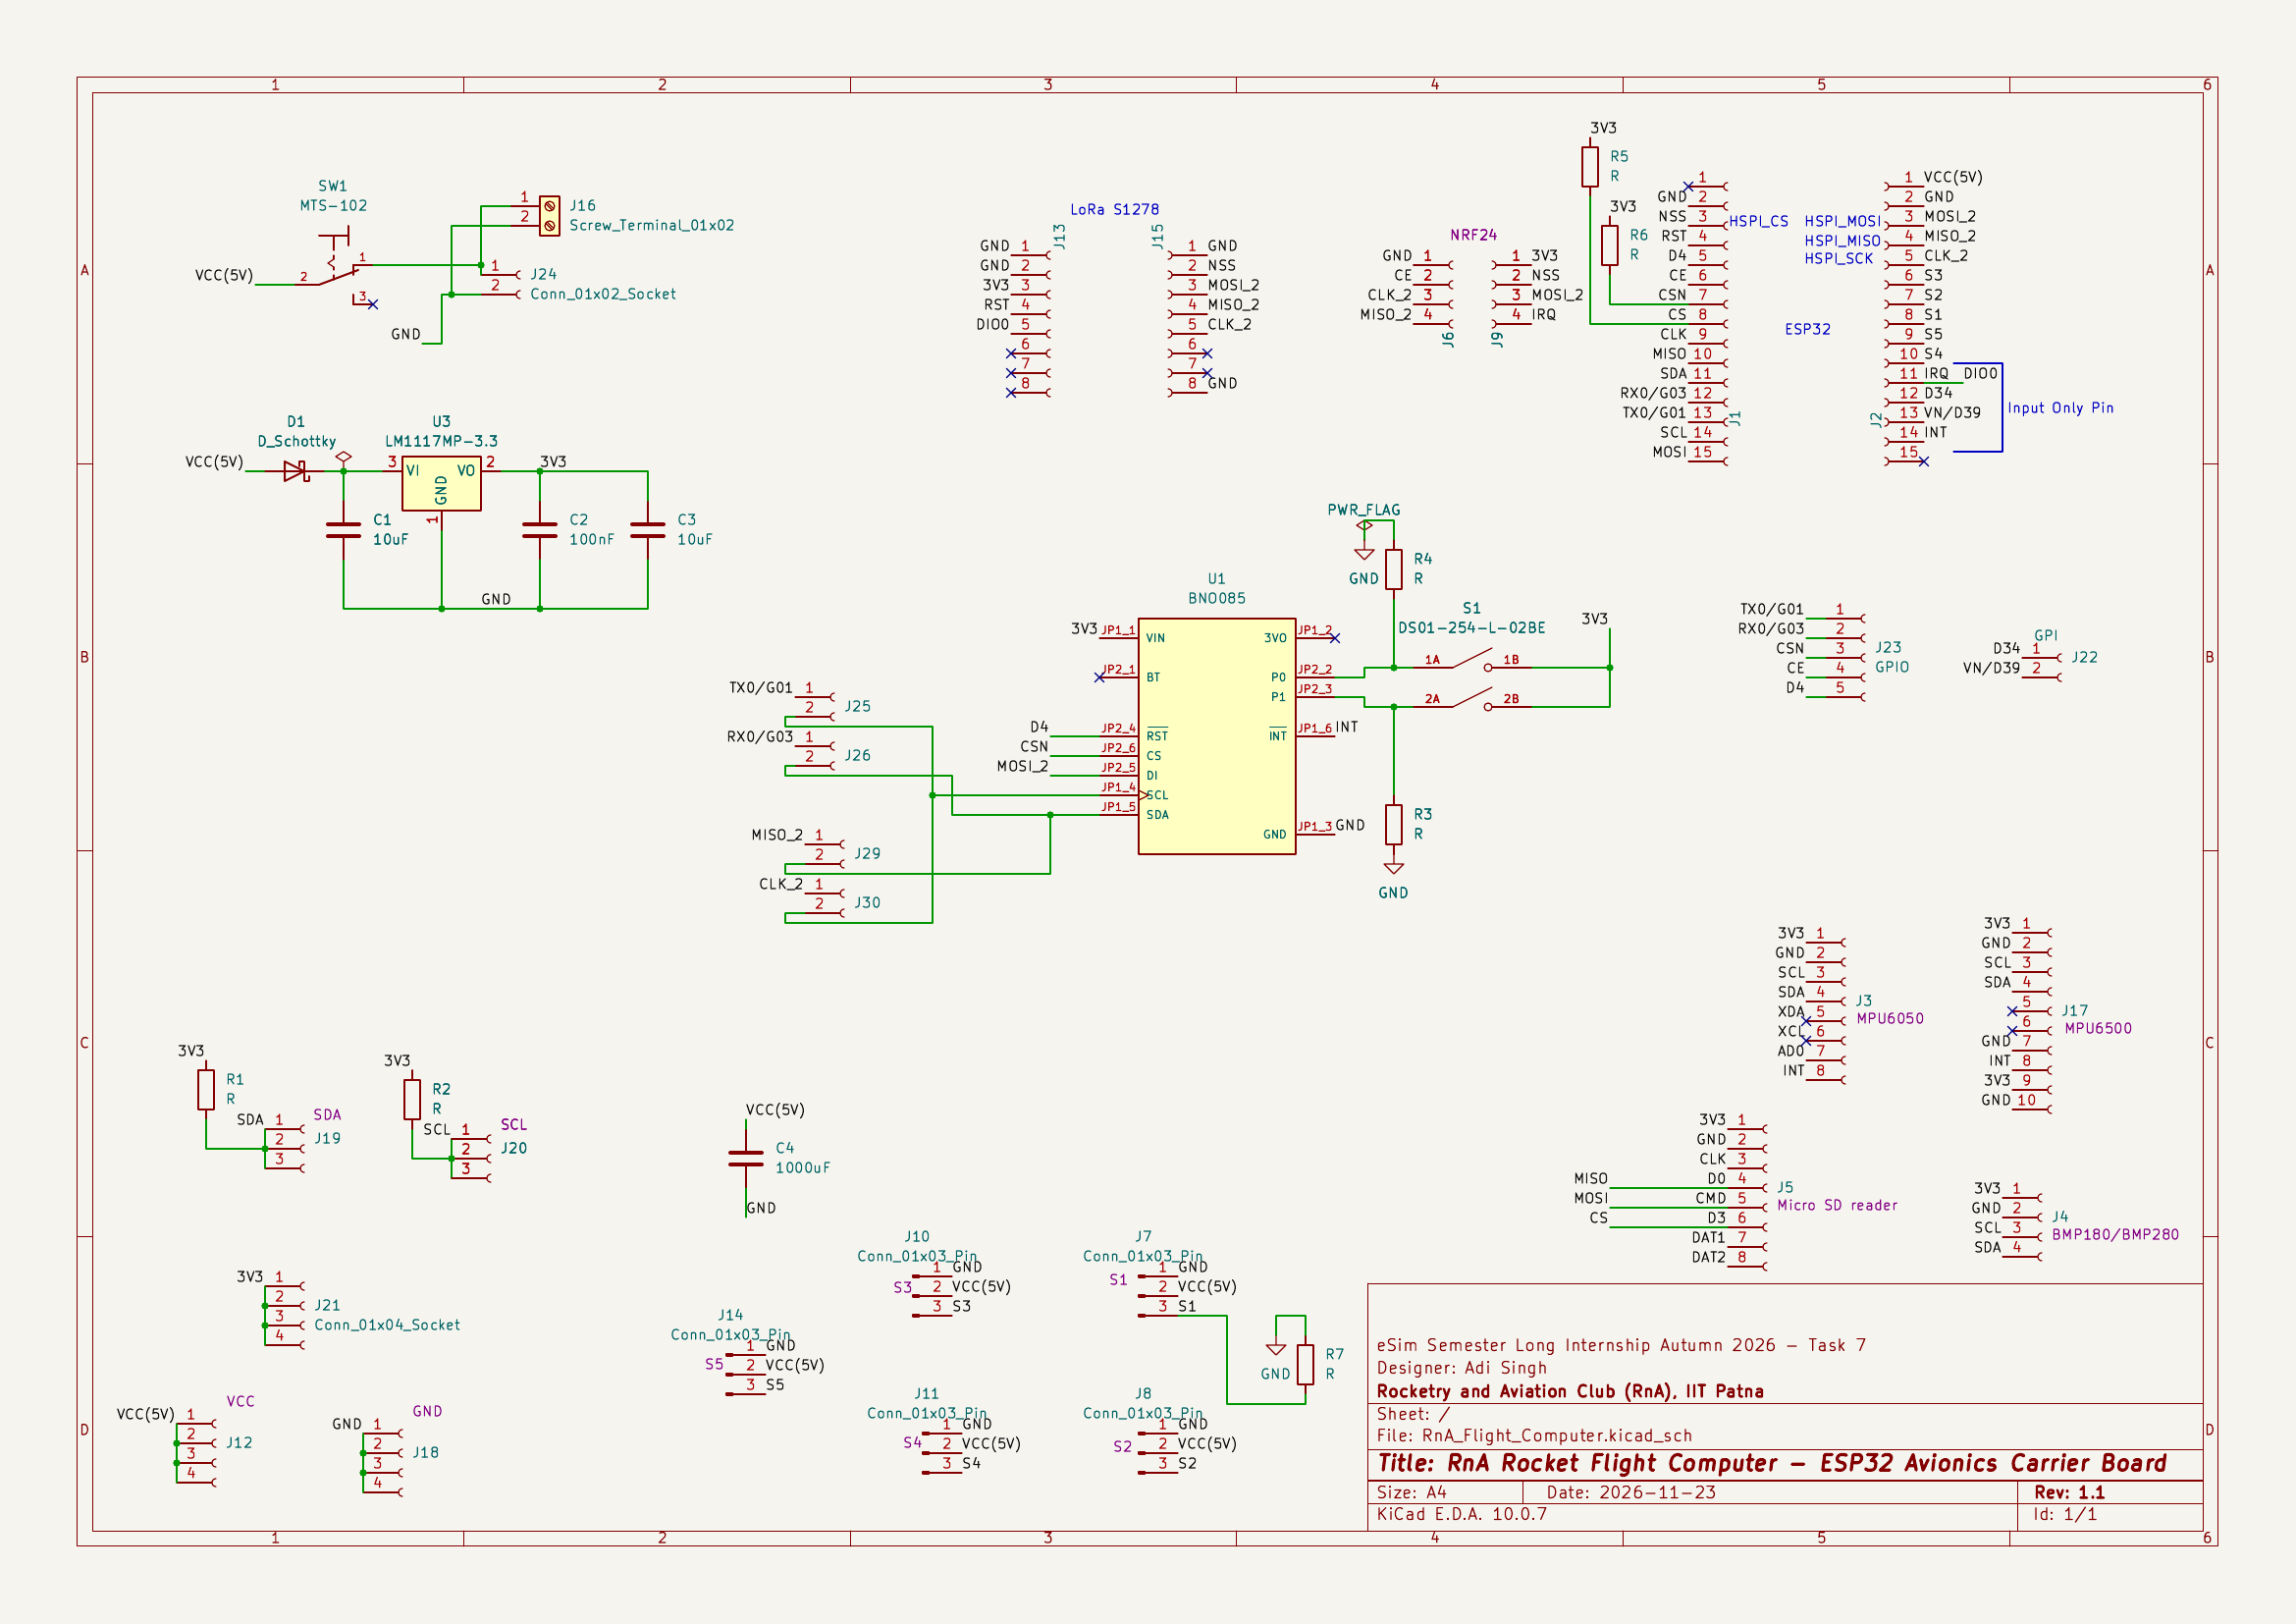 1 2 3 4 5 6
A B C D
A B C D
1 2 3 4 5 6
SW1
MTS-102
VCC(5V)
2
1
3
1
2
J16
Screw_Terminal_01x02
1
2
J24
Conn_01x02_Socket
GND
D1
D_Schottky
VCC(5V)
U3
LM1117MP-3.3
3 VI VO 2
GND
1
3V3
C1
10uF
C2
100nF
C3
10uF
GND
LoRa S1278
J13
GND 1
GND 2
3V3 3
RST 4
DIO0 5
6
7
8
J15
1 GND
2 NSS
3 MOSI_2
4 MISO_2
5 CLK_2
6
7
8 GND
NRF24
GND 1
CE 2
CLK_2 3
MISO_2 4
J6
1 3V3
2 NSS
3 MOSI_2
4 IRQ
J9
3V3
R5
R
3V3
R6
R
1
GND 2
NSS 3
RST 4
D4 5
CE 6
CSN 7
CS 8
CLK 9
MISO 10
SDA 11
RX0/G03 12
TX0/G01 13
SCL 14
MOSI 15
J1
HSPI_CS
HSPI_MOSI
HSPI_MISO
HSPI_SCK
ESP32
1 VCC(5V)
2 GND
3 MOSI_2
4 MISO_2
5 CLK_2
6 S3
7 S2
8 S1
9 S5
10 S4
11 IRQ DIO0
12 D34
13 VN/D39
14 INT
15
J2
Input Only Pin
PWR_FLAG
GND
R4
R
U1
BNO085
3V3 JP1_1 VIN
JP2_1 BT
D4 JP2_4 RST
CSN JP2_6 CS
MOSI_2 JP2_5 DI
JP1_4 SCL
JP1_5 SDA
3VO JP1_2
P0 JP2_2
P1 JP2_3
INT JP1_6 INT
GND JP1_3 GND
S1
DS01-254-L-02BE
1A 1B
2A 2B
3V3
R3
R
GND
TX0/G01 1
2
J25
RX0/G03 1
2
J26
MISO_2 1
2
J29
CLK_2 1
2
J30
TX0/G01 1
RX0/G03 2
CSN 3
CE 4
D4 5
J23
GPIO
GPI
D34 1
VN/D39 2
J22
3V3 1
GND 2
SCL 3
SDA 4
XDA 5
XCL 6
AD0 7
INT 8
J3
MPU6050
3V3 1
GND 2
SCL 3
SDA 4
5
6
GND 7
INT 8
3V3 9
GND 10
J17
MPU6500
3V3
R1
R
SDA 1
2
3
SDA
J19
3V3
R2
R
SCL 1
2
3
SCL
J20
VCC(5V)
C4
1000uF
GND
3V3 1
GND 2
CLK 3
MISO D0 4
MOSI CMD 5
CS D3 6
DAT1 7
DAT2 8
J5
Micro SD reader
3V3 1
GND 2
SCL 3
SDA 4
J4
BMP180/BMP280
3V3 1
2
3
4
J21
Conn_01x04_Socket
VCC
VCC(5V) 1
2
3
4
J12
GND
GND 1
2
3
4
J18
J14
Conn_01x03_Pin
S5
1 GND
2 VCC(5V)
3 S5
J10
Conn_01x03_Pin
S3
1 GND
2 VCC(5V)
3 S3
J11
Conn_01x03_Pin
S4
1 GND
2 VCC(5V)
3 S4
J7
Conn_01x03_Pin
S1
1 GND
2 VCC(5V)
3 S1
J8
Conn_01x03_Pin
S2
1 GND
2 VCC(5V)
3 S2
GND
R7
R
eSim Semester Long Internship Autumn 2026 - Task 7
Designer: Adi Singh
Rocketry and Aviation Club (RnA), IIT Patna
Sheet: /
File: RnA_Flight_Computer.kicad_sch
Title: RnA Rocket Flight Computer - ESP32 Avionics Carrier Board
Size: A4 Date: 2026-11-23 Rev: 1.1
KiCad E.D.A. 10.0.7 Id: 1/1